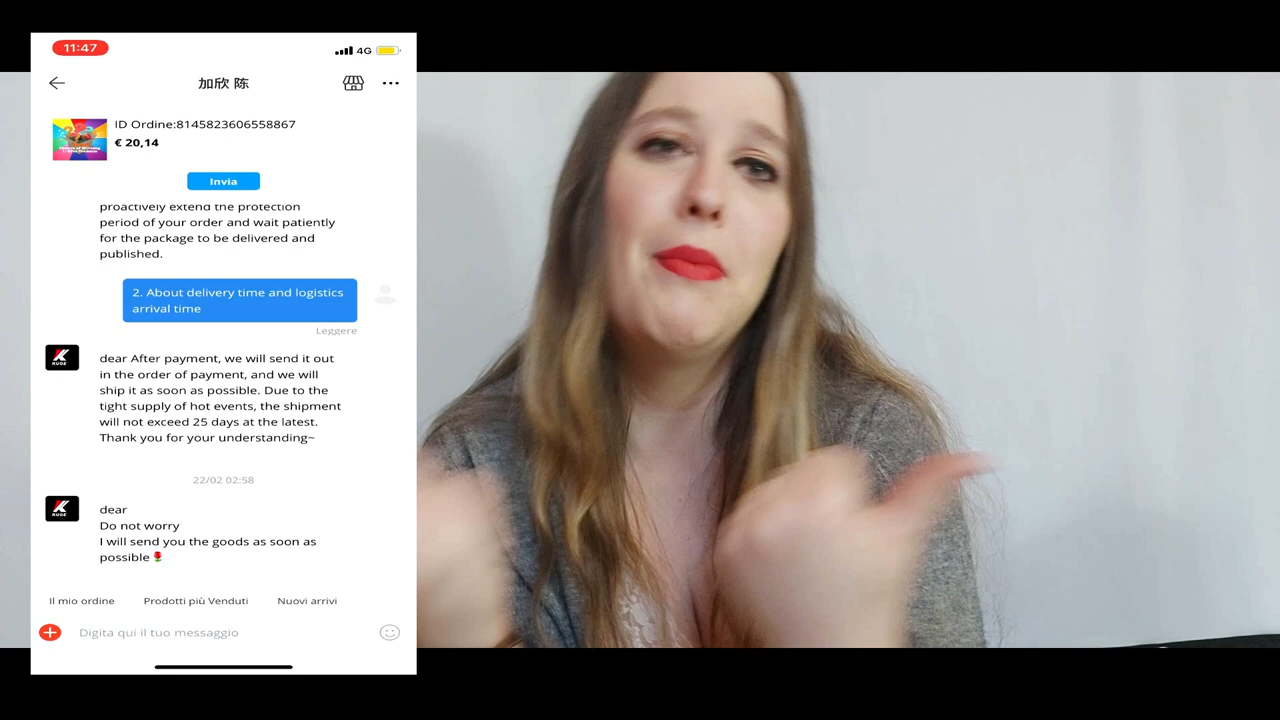 11:47
4G
加欣 陈
ID Ordine:8145823606558867
€ 20,14
Invia
proactively extend the protection
period of your order and wait patiently
for the package to be delivered and
published.
2. About delivery time and logistics
arrival time
Leggere
KUGE
dear After payment, we will send it out
in the order of payment, and we will
ship it as soon as possible. Due to the
tight supply of hot events, the shipment
will not exceed 25 days at the latest.
Thank you for your understanding~
22/02 02:58
KUGE
dear
Do not worry
I will send you the goods as soon as
possible🌹
Il mio ordine Prodotti più Venduti Nuovi arrivi
Digita qui il tuo messaggio